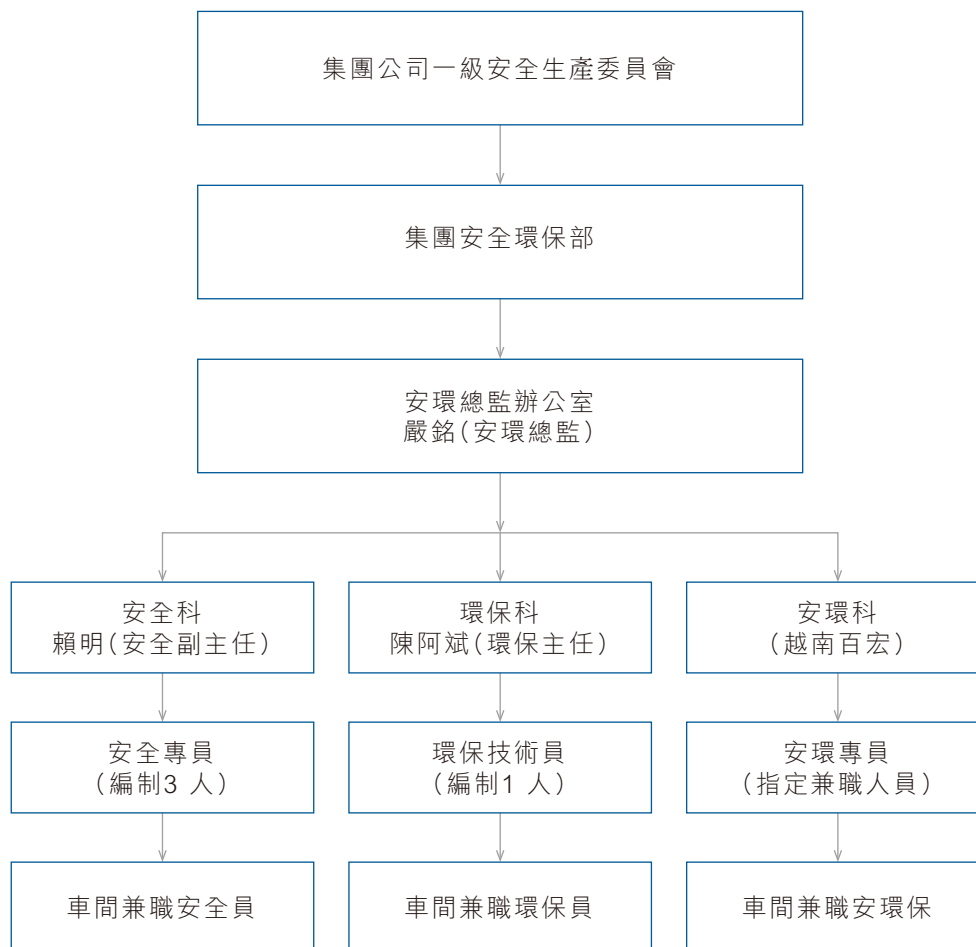 集團公司一級安全生產委員會
集團安全環保部
安環總監辦公室
嚴銘(安環總監)
安全科
賴明(安全副主任)
環保科
陳阿斌(環保主任)
安環科
(越南百宏)
安全專員
(編制3 人)
環保技術員
(編制1 人)
安環專員
(指定兼職人員)
車間兼職安全員
車間兼職環保員
車間兼職安環保